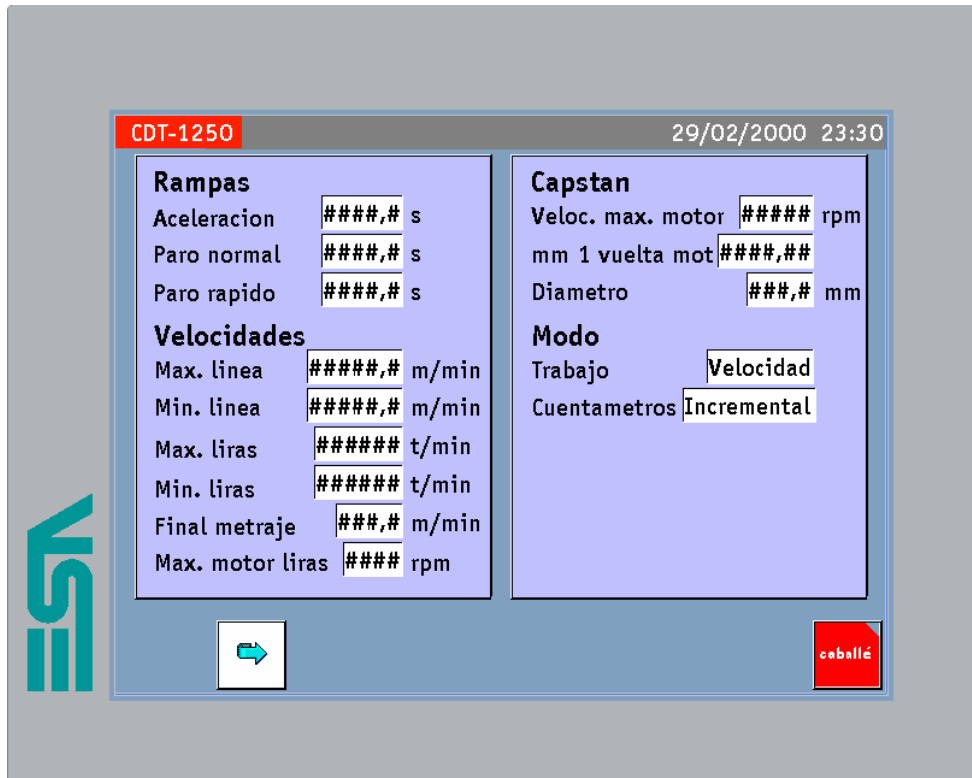 CDT-1250 29/02/2000 23:30
Rampas
Aceleracion ####,# s
Paro normal ####,# s
Paro rapido ####,# s
Velocidades
Max. linea #####,# m/min
Min. linea #####,# m/min
Max. liras ###### t/min
Min. liras ###### t/min
Final metraje ###,# m/min
Max. motor liras #### rpm
Capstan
Veloc. max. motor ##### rpm
mm 1 vuelta mot ####,##
Diametro ###,# mm
Modo
Trabajo Velocidad
Cuentametros Incremental
ESA
caballé